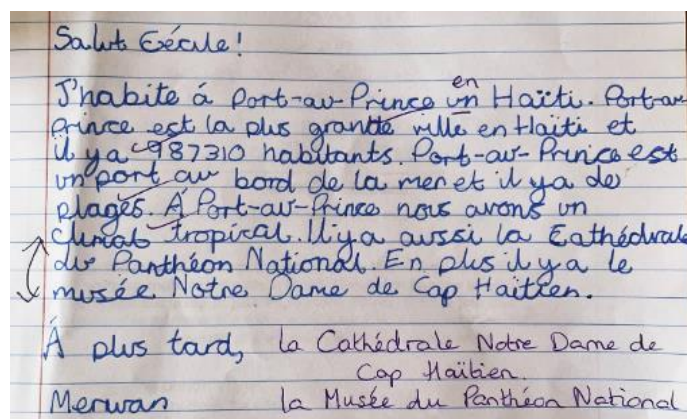 Salut Cécile!
J'habite á Port-au-Prince en un Haïti. Port-au
prince est la plus grande ville en Haïti et
il y a 987310 habitants. Port-au-Prince est
un port au bord de la mer et il y a de
plages. Á Port-au-Prince nous avons un
climat tropical. Il y a aussi la Cathédrale
du Panthéon National. En plus il y a le
musée Notre Dame de Cap Haïtien.
Á plus tard, la Cathédrale Notre Dame de
Cap Haïtien.
Merwan la Musée du Panthéon National